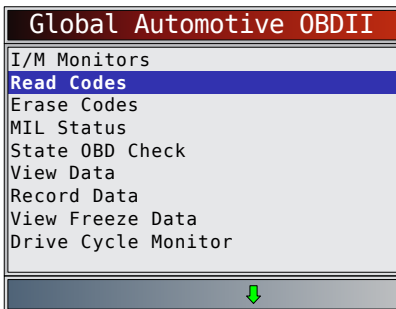 Global Automotive OBDII
I/M Monitors
Read Codes
Erase Codes
MIL Status
State OBD Check
View Data
Record Data
View Freeze Data
Drive Cycle Monitor